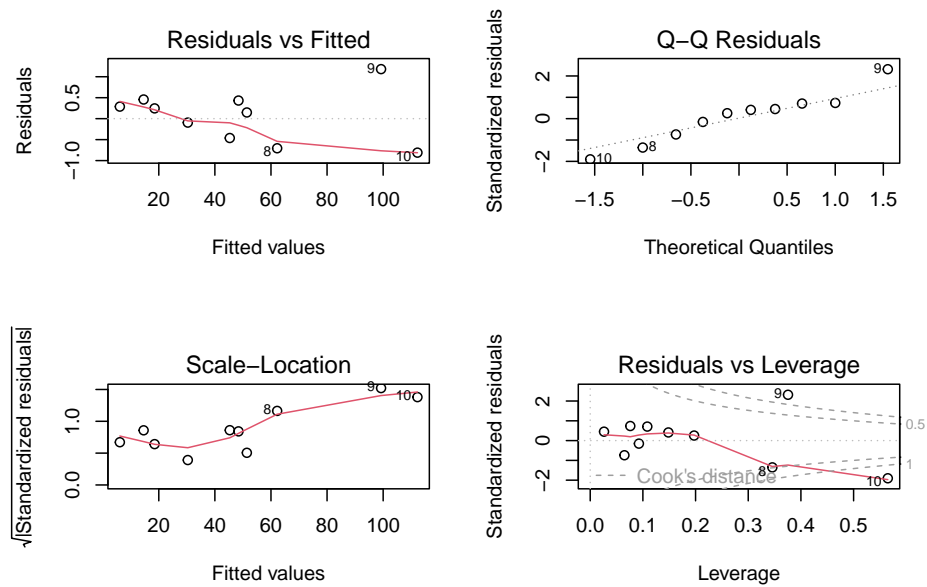 Residuals vs Fitted
Residuals
0.5
−1.0
9
8
10
20 40 60 80 100
Fitted values
Q−Q Residuals
Standardized residuals
2
0
−2
9
8
10
−1.5 −0.5 0.5 1.0 1.5
Theoretical Quantiles
Scale−Location
√|Standardized residuals|
1.0
0.0
9
10
8
20 40 60 80 100
Fitted values
Residuals vs Leverage
Standardized residuals
2
0
−2
9
0.5
1
8
10
Cook's distance
0.0 0.1 0.2 0.3 0.4 0.5
Leverage